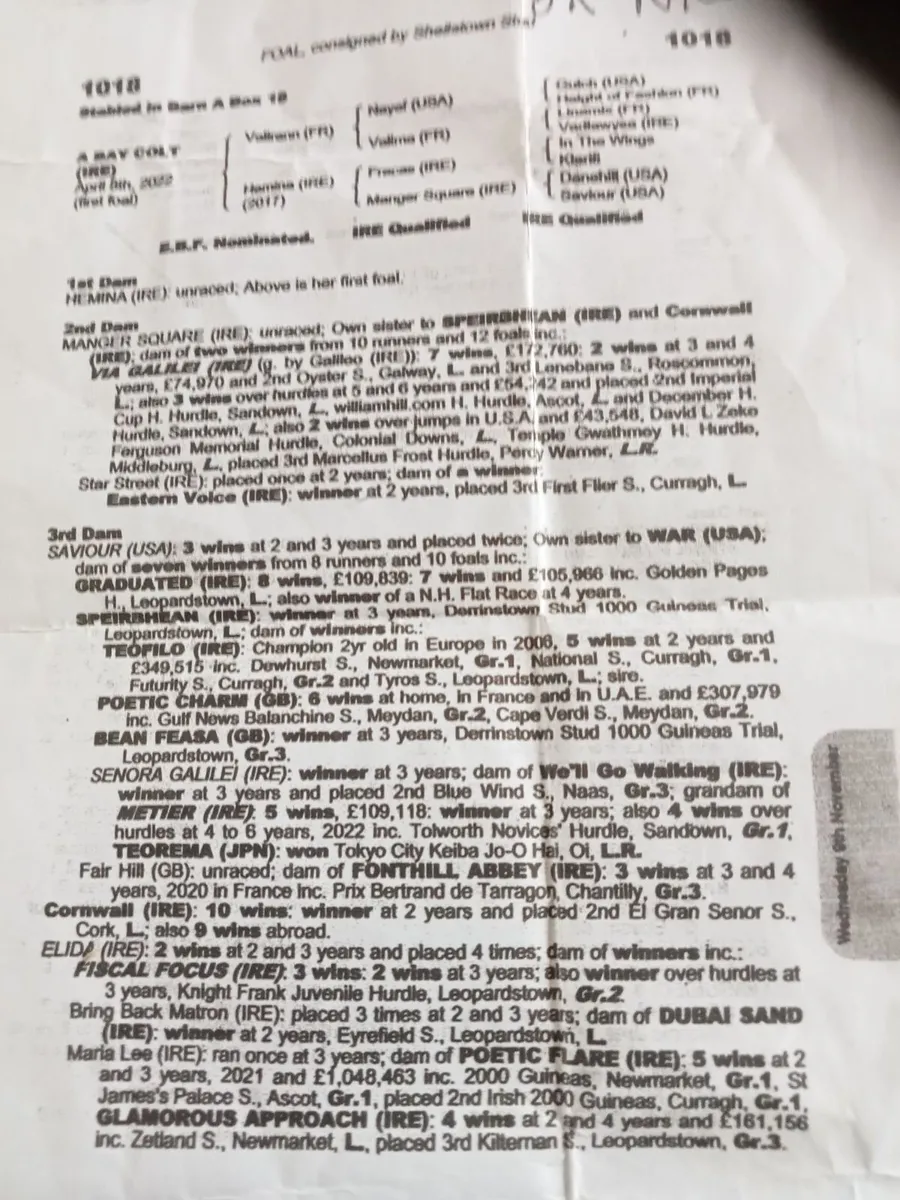 FOAL, consigned by Shellstown Stu
1018 1018
Stabled in Barn A Box 18
A BAY COLT
(IRE)
April 8th, 2022
(first foal)
Valirann (FR)
Hemina (IRE)
(2017)
Nayef (USA)
Valima (FR)
Fracas (IRE)
Manger Square (IRE)
Gulch (USA)
Height of Fashion (FR)
Linamix (FR)
Vadlawysa (IRE)
In The Wings
Klarifi
Danehill (USA)
Saviour (USA)
E.B.F. Nominated. IRE Qualified IRE Qualified
1st Dam
HEMINA (IRE): unraced; Above is her first foal.
2nd Dam
MANGER SQUARE (IRE): unraced; Own sister to SPEIRBHEAN (IRE) and Cornwall
(IRE); dam of two winners from 10 runners and 12 foals inc.:
VIA GALILEI (IRE) (g. by Galileo (IRE)): 7 wins, £172,760: 2 wins at 3 and 4
years, £74,970 and 2nd Oyster S., Galway, L. and 3rd Lenebane S., Roscommon,
L.; also 3 wins over hurdles at 5 and 6 years and £54,242 and placed 2nd Imperial
Cup H. Hurdle, Sandown, L., williamhill.com H. Hurdle, Ascot, L. and December H.
Hurdle, Sandown, L.; also 2 wins over jumps in U.S.A. and £43,548, David L Zeke
Ferguson Memorial Hurdle, Colonial Downs, L., Temple Gwathmey H. Hurdle,
Middleburg, L., placed 3rd Marcellus Frost Hurdle, Percy Warner, L.R.
Star Street (IRE): placed once at 2 years; dam of a winner:
Eastern Voice (IRE): winner at 2 years, placed 3rd First Flier S., Curragh, L.
3rd Dam
SAVIOUR (USA): 3 wins at 2 and 3 years and placed twice; Own sister to WAR (USA);
dam of seven winners from 8 runners and 10 foals inc.:
GRADUATED (IRE): 8 wins, £109,839: 7 wins and £105,966 inc. Golden Pages
H., Leopardstown, L.; also winner of a N.H. Flat Race at 4 years.
SPEIRBHEAN (IRE): winner at 3 years, Derrinstown Stud 1000 Guineas Trial,
Leopardstown, L.; dam of winners inc.:
TEOFILO (IRE): Champion 2yr old in Europe in 2006, 5 wins at 2 years and
£349,515 inc. Dewhurst S., Newmarket, Gr.1, National S., Curragh, Gr.1,
Futurity S., Curragh, Gr.2 and Tyros S., Leopardstown, L.; sire.
POETIC CHARM (GB): 6 wins at home, in France and in U.A.E. and £307,979
inc. Gulf News Balanchine S., Meydan, Gr.2, Cape Verdi S., Meydan, Gr.2.
BEAN FEASA (GB): winner at 3 years, Derrinstown Stud 1000 Guineas Trial,
Leopardstown, Gr.3.
SENORA GALILEI (IRE): winner at 3 years; dam of We'll Go Walking (IRE):
winner at 3 years and placed 2nd Blue Wind S., Naas, Gr.3; grandam of
METIER (IRE): 5 wins, £109,118: winner at 3 years; also 4 wins over
hurdles at 4 to 6 years, 2022 inc. Tolworth Novices' Hurdle, Sandown, Gr.1,
TEOREMA (JPN): won Tokyo City Keiba Jo-O Hai, Oi, L.R.
Fair Hill (GB): unraced; dam of FONTHILL ABBEY (IRE): 3 wins at 3 and 4
years, 2020 in France inc. Prix Bertrand de Tarragon, Chantilly, Gr.3.
Cornwall (IRE): 10 wins: winner at 2 years and placed 2nd El Gran Senor S.,
Cork, L.; also 9 wins abroad.
ELIDA (IRE): 2 wins at 2 and 3 years and placed 4 times; dam of winners inc.:
FISCAL FOCUS (IRE): 3 wins: 2 wins at 3 years; also winner over hurdles at
3 years, Knight Frank Juvenile Hurdle, Leopardstown, Gr.2.
Bring Back Matron (IRE): placed 3 times at 2 and 3 years; dam of DUBAI SAND
(IRE): winner at 2 years, Eyrefield S., Leopardstown, L.
Maria Lee (IRE): ran once at 3 years; dam of POETIC FLARE (IRE): 5 wins at 2
and 3 years, 2021 and £1,048,463 inc. 2000 Guineas, Newmarket, Gr.1, St
James's Palace S., Ascot, Gr.1, placed 2nd Irish 2000 Guineas, Curragh, Gr.1,
GLAMOROUS APPROACH (IRE): 4 wins at 2 and 4 years and £161,156
inc. Zetland S., Newmarket, L., placed 3rd Kilternan S., Leopardstown, Gr.3.
Wednesday 9th November